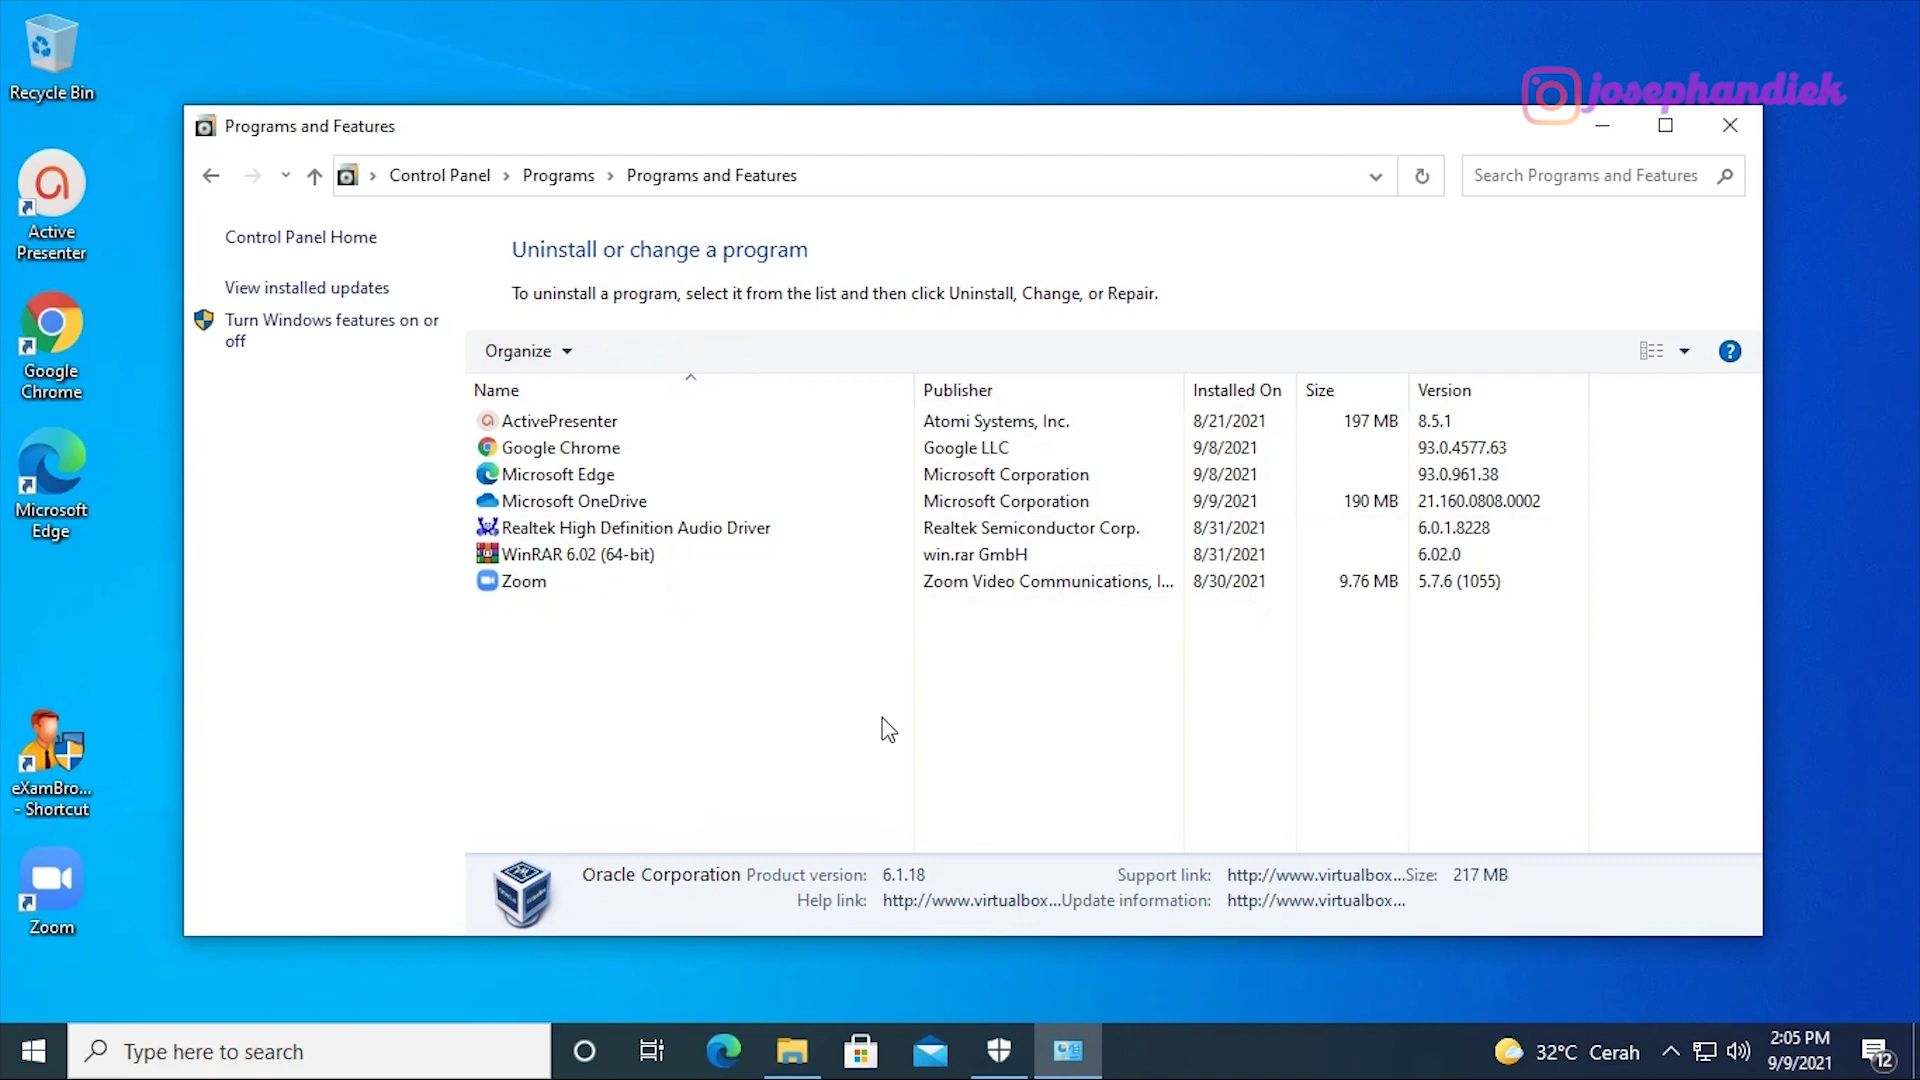 Recycle Bin
Active
Presenter
Google
Chrome
Microsoft
Edge
eXamBro...
- Shortcut
Zoom
josephandiek
Programs and Features
Control Panel
Programs
Programs and Features
Search Programs and Features
Control Panel Home
View installed updates
Turn Windows features on or
off
Uninstall or change a program
To uninstall a program, select it from the list and then click Uninstall, Change, or Repair.
Organize
Name Publisher Installed On Size Version
ActivePresenter Atomi Systems, Inc. 8/21/2021 197 MB 8.5.1
Google Chrome Google LLC 9/8/2021 93.0.4577.63
Microsoft Edge Microsoft Corporation 9/8/2021 93.0.961.38
Microsoft OneDrive Microsoft Corporation 9/9/2021 190 MB 21.160.0808.0002
Realtek High Definition Audio Driver Realtek Semiconductor Corp. 8/31/2021 6.0.1.8228
WinRAR 6.02 (64-bit) win.rar GmbH 8/31/2021 6.02.0
Zoom Zoom Video Communications, I... 8/30/2021 9.76 MB 5.7.6 (1055)
Oracle Corporation Product version: 6.1.18 Support link: http://www.virtualbox... Size: 217 MB
Help link: http://www.virtualbox... Update information: http://www.virtualbox...
Type here to search
32°C Cerah
2:05 PM
9/9/2021
12